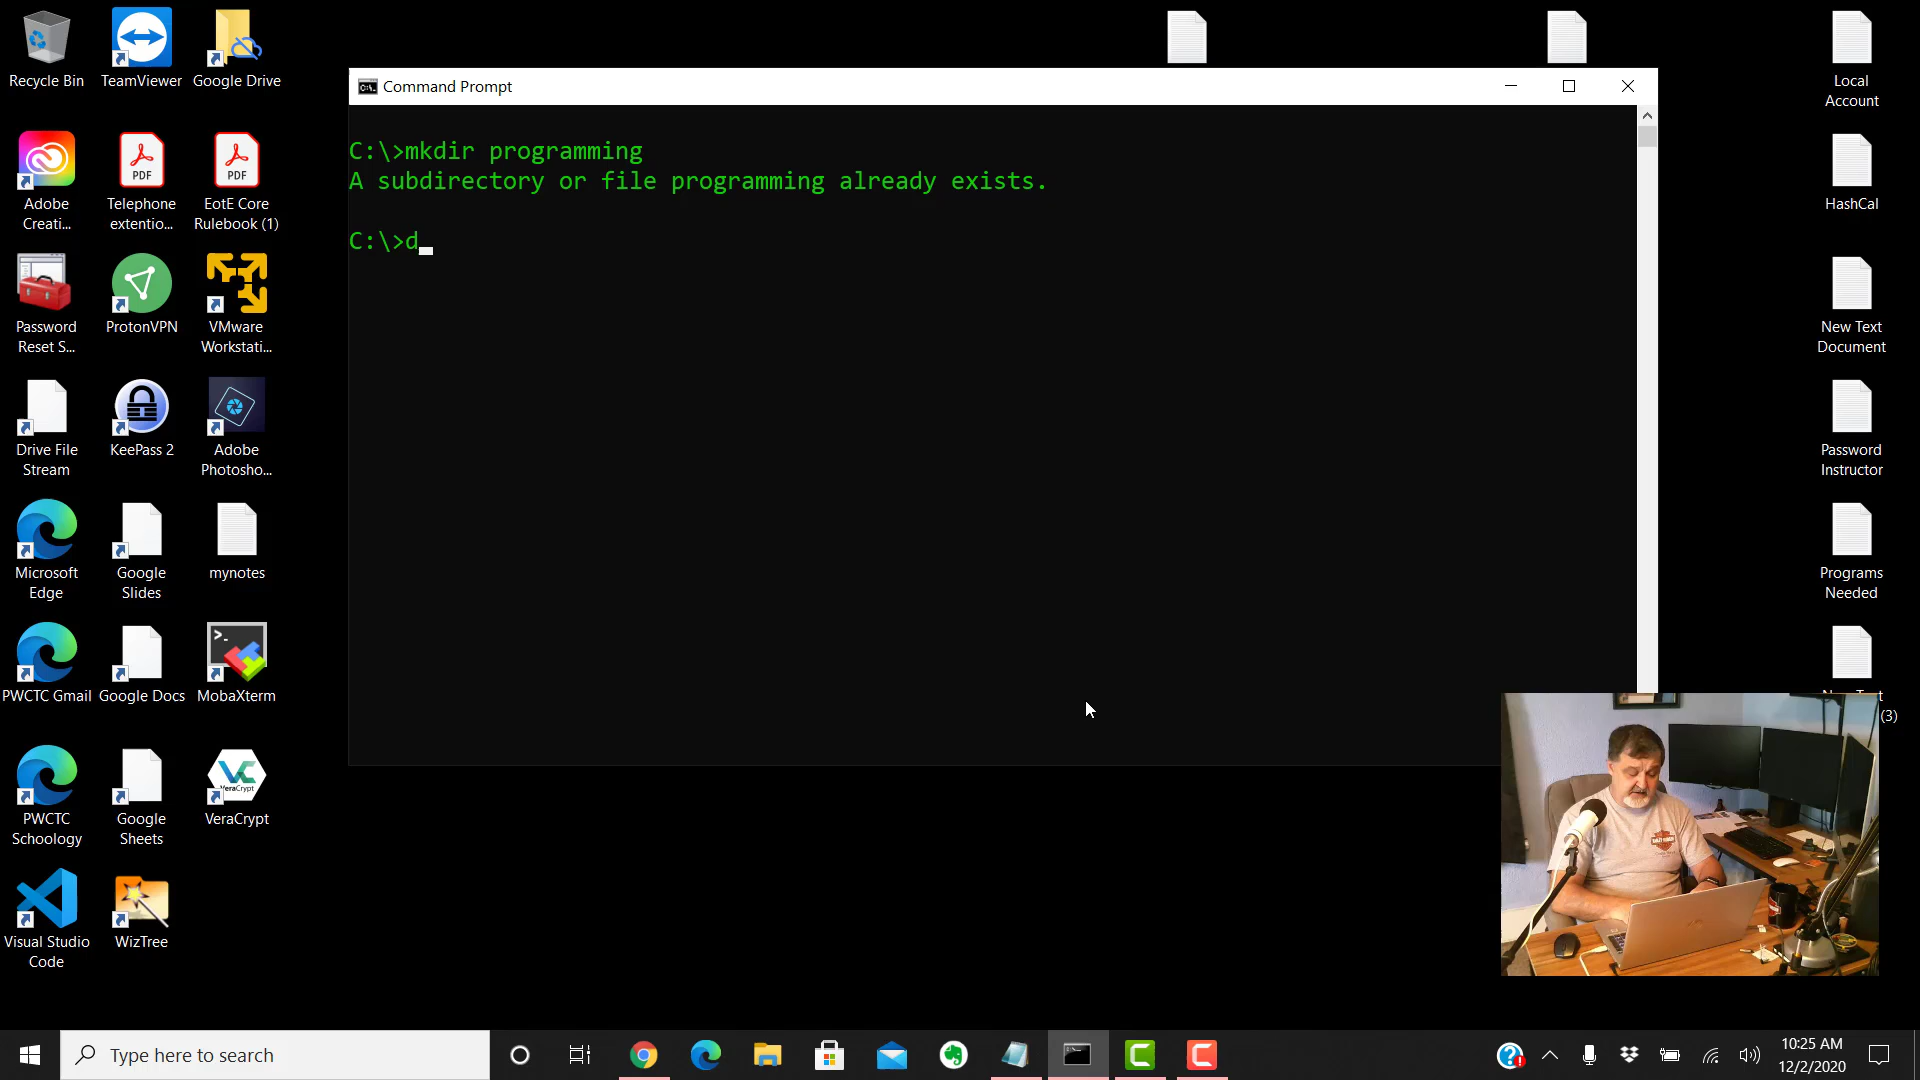 Recycle Bin
TeamViewer
Google Drive
Local
Account
Command Prompt
C:\>mkdir programming
A subdirectory or file programming already exists.
C:\>d
Adobe
Creati...
PDF
Telephone
extentio...
PDF
EotE Core
Rulebook (1)
HashCal
Password
Reset S...
ProtonVPN
VMware
Workstati...
New Text
Document
Drive File
Stream
KeePass 2
Adobe
Photosho...
Password
Instructor
Microsoft
Edge
Google
Slides
mynotes
Programs
Needed
PWCTC Gmail
Google Docs
MobaXterm
(3)
PWCTC
Schoology
Google
Sheets
VeraCrypt
VeraCrypt
Visual Studio
Code
WizTree
Type here to search
10:25 AM
12/2/2020